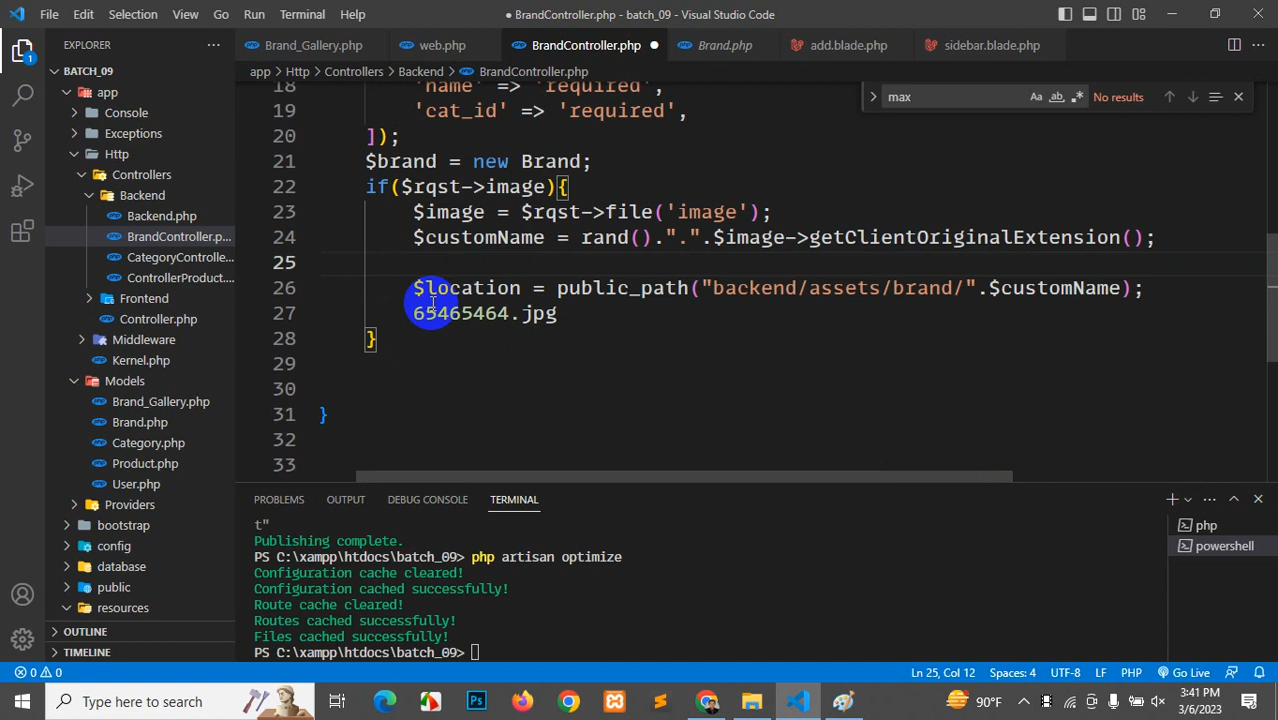 File Edit Selection View Go Run Terminal Help
● BrandController.php - batch_09 - Visual Studio Code
EXPLORER
Brand_Gallery.php web.php BrandController.php Brand.php add.blade.php sidebar.blade.php
app > Http > Controllers > Backend > BrandController.php
BATCH_09
app
Console
Exceptions
Http
Controllers
Backend
Backend.php
BrandController.p...
CategoryControlle...
ControllerProduct....
Frontend
Controller.php
Middleware
Kernel.php
Models
Brand_Gallery.php
Brand.php
Category.php
Product.php
User.php
Providers
bootstrap
config
database
public
resources
OUTLINE
TIMELINE
max Aa ab .* No results
18 'name' => 'required',
19 'cat_id' => 'required',
20 ]);
21 $brand = new Brand;
22 if($rqst->image){
23 $image = $rqst->file('image');
24 $customName = rand().".".$image->getClientOriginalExtension();
25
26 $location = public_path("backend/assets/brand/".$customName);
27 65465464.jpg
28 }
29
30
31 }
32
33
PROBLEMS OUTPUT DEBUG CONSOLE TERMINAL
t"
Publishing complete.
PS C:\xampp\htdocs\batch_09> php artisan optimize
Configuration cache cleared!
Configuration cached successfully!
Route cache cleared!
Routes cached successfully!
Files cached successfully!
PS C:\xampp\htdocs\batch_09>
php
powershell
0 0 Ln 25, Col 12 Spaces: 4 UTF-8 LF PHP Go Live
Type here to search
90°F
3:41 PM
3/6/2023